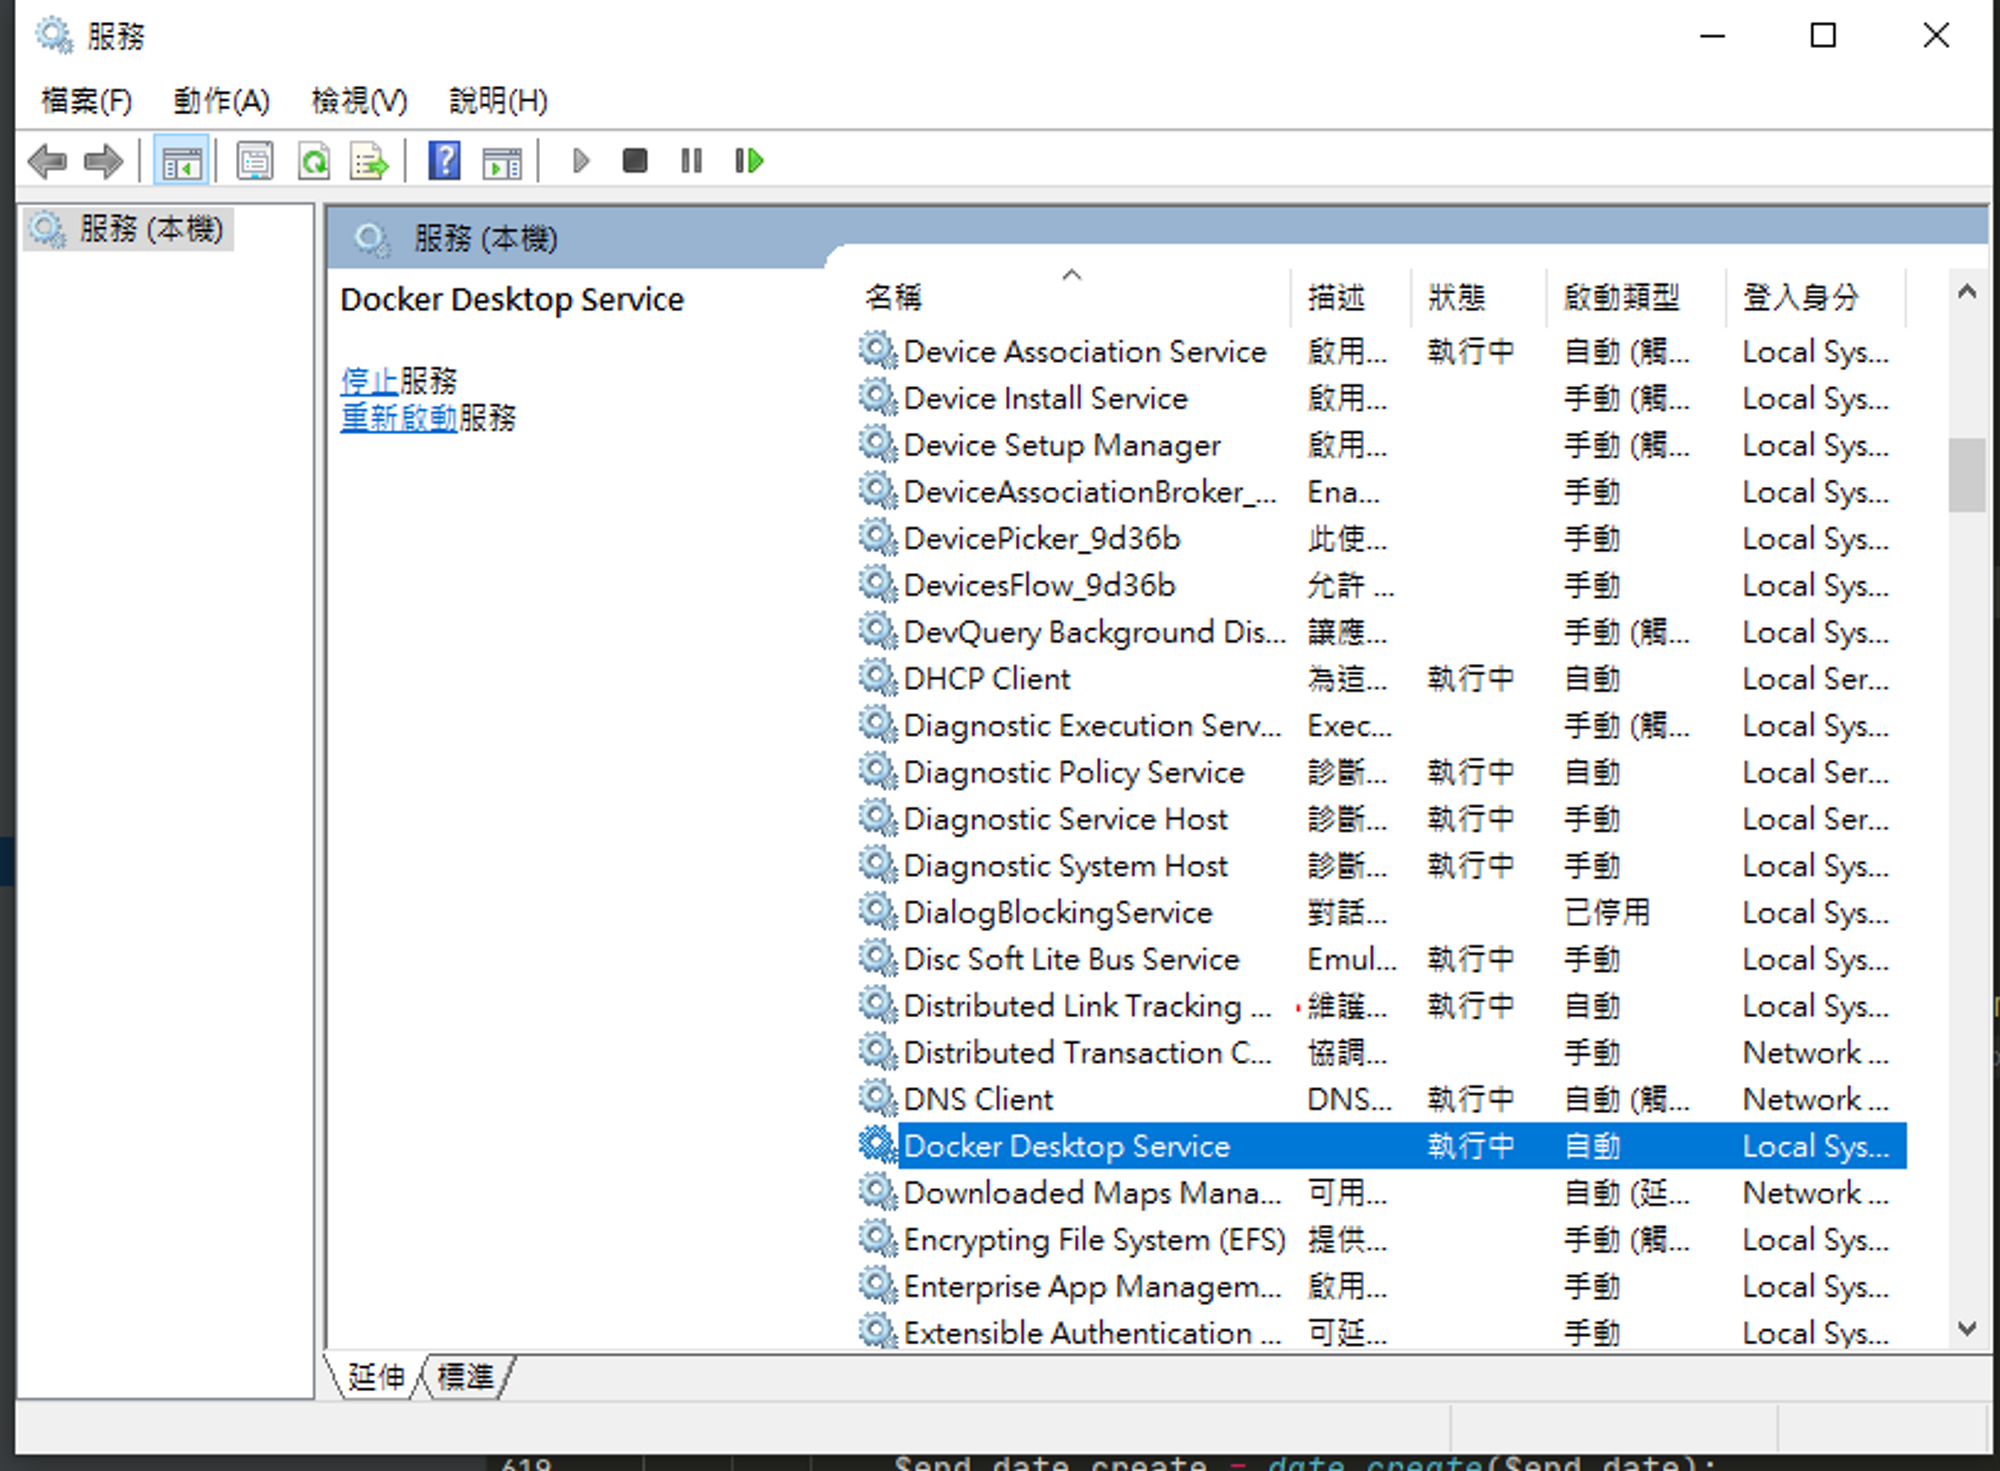 服務
檔案(F) 動作(A) 檢視(V) 說明(H)
服務 (本機)
服務 (本機)
Docker Desktop Service
停止服務
重新啟動服務
名稱 描述 狀態 啟動類型 登入身分
Device Association Service 啟用... 執行中 自動 (觸... Local Sys...
Device Install Service 啟用... 手動 (觸... Local Sys...
Device Setup Manager 啟用... 手動 (觸... Local Sys...
DeviceAssociationBroker_... Ena... 手動 Local Sys...
DevicePicker_9d36b 此使... 手動 Local Sys...
DevicesFlow_9d36b 允許 ... 手動 Local Sys...
DevQuery Background Dis... 讓應... 手動 (觸... Local Sys...
DHCP Client 為這... 執行中 自動 Local Ser...
Diagnostic Execution Serv... Exec... 手動 (觸... Local Sys...
Diagnostic Policy Service 診斷... 執行中 自動 Local Ser...
Diagnostic Service Host 診斷... 執行中 手動 Local Ser...
Diagnostic System Host 診斷... 執行中 手動 Local Sys...
DialogBlockingService 對話... 已停用 Local Sys...
Disc Soft Lite Bus Service Emul... 執行中 手動 Local Sys...
Distributed Link Tracking ... 維護... 執行中 自動 Local Sys...
Distributed Transaction C... 協調... 手動 Network ...
DNS Client DNS... 執行中 自動 (觸... Network ...
Docker Desktop Service 執行中 自動 Local Sys...
Downloaded Maps Mana... 可用... 自動 (延... Network ...
Encrypting File System (EFS) 提供... 手動 (觸... Local Sys...
Enterprise App Managem... 啟用... 手動 Local Sys...
Extensible Authentication ... 可延... 手動 Local Sys...
延伸 標準
619 $end_date_create = date_create($end_date);